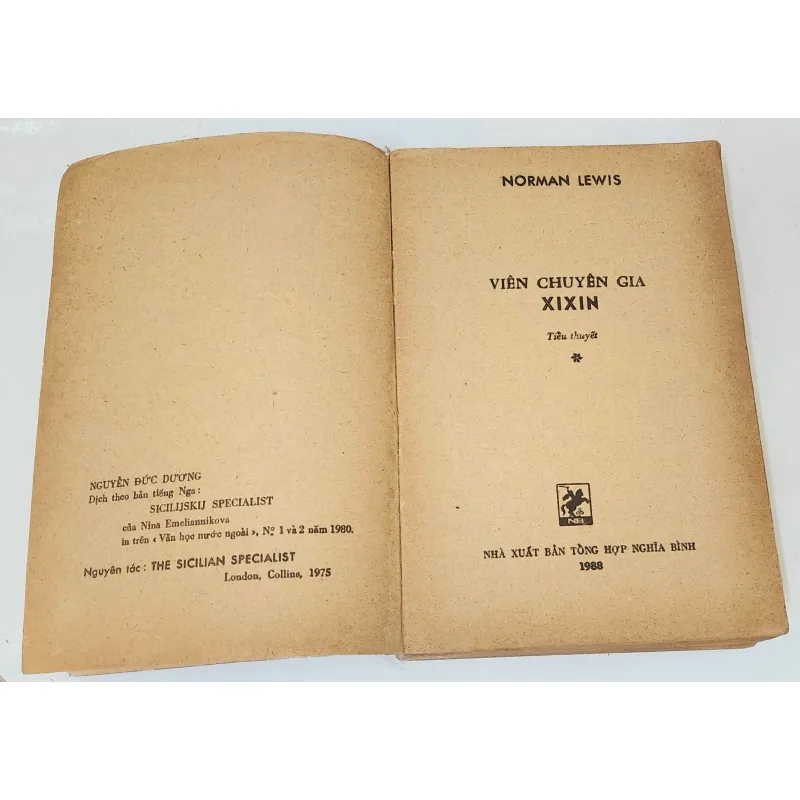 NGUYỄN ĐỨC DƯƠNG
Dịch theo bản tiếng Nga:
SICILIJSKIJ SPECIALIST
của Nina Emeliannikova
in trên «Văn học nước ngoài», Nº 1 và 2 năm 1980.
Nguyên tác: THE SICILIAN SPECIALIST
London, Collins, 1975
NORMAN LEWIS
VIÊN CHUYÊN GIA
XIXIN
Tiểu thuyết
NB
NHÀ XUẤT BẢN TỔNG HỢP NGHĨA BÌNH
1988